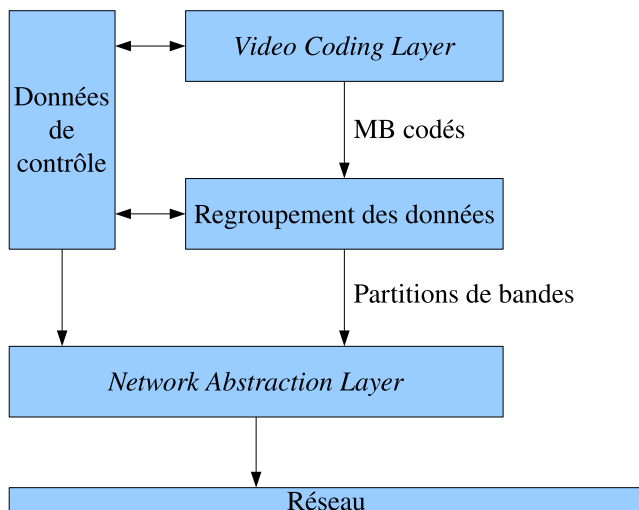 Video Coding Layer
Données
de
contrôle
MB codés
Regroupement des données
Partitions de bandes
Network Abstraction Layer
Réseau